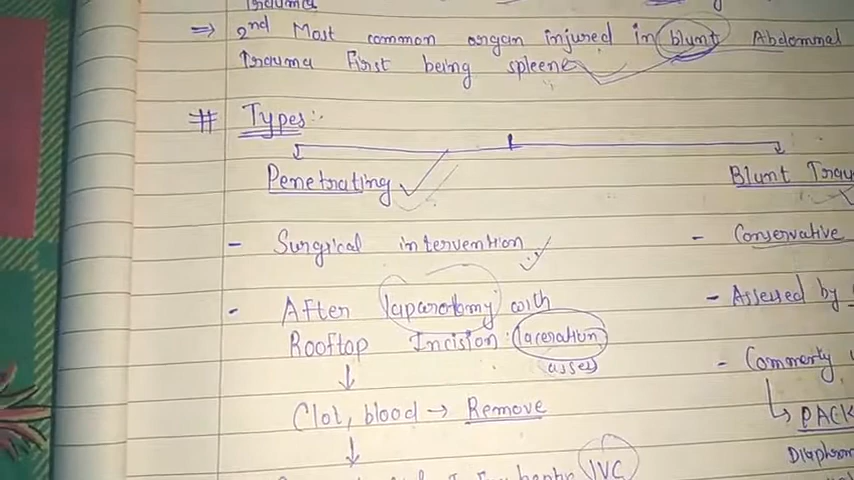 Trauma
⇒ 2nd Most common organ injured in blunt Abdominal
Trauma First being spleen
# Types:-
Penetrating
Blunt Trau
- Surgical intervention
- Conservative
- After laparotomy with
- Assessed by
Rooftop Incision laceration
asses
- Commonly
↓
Clot, blood → Remove
↳ PACK
↓
Diaphram
IVC